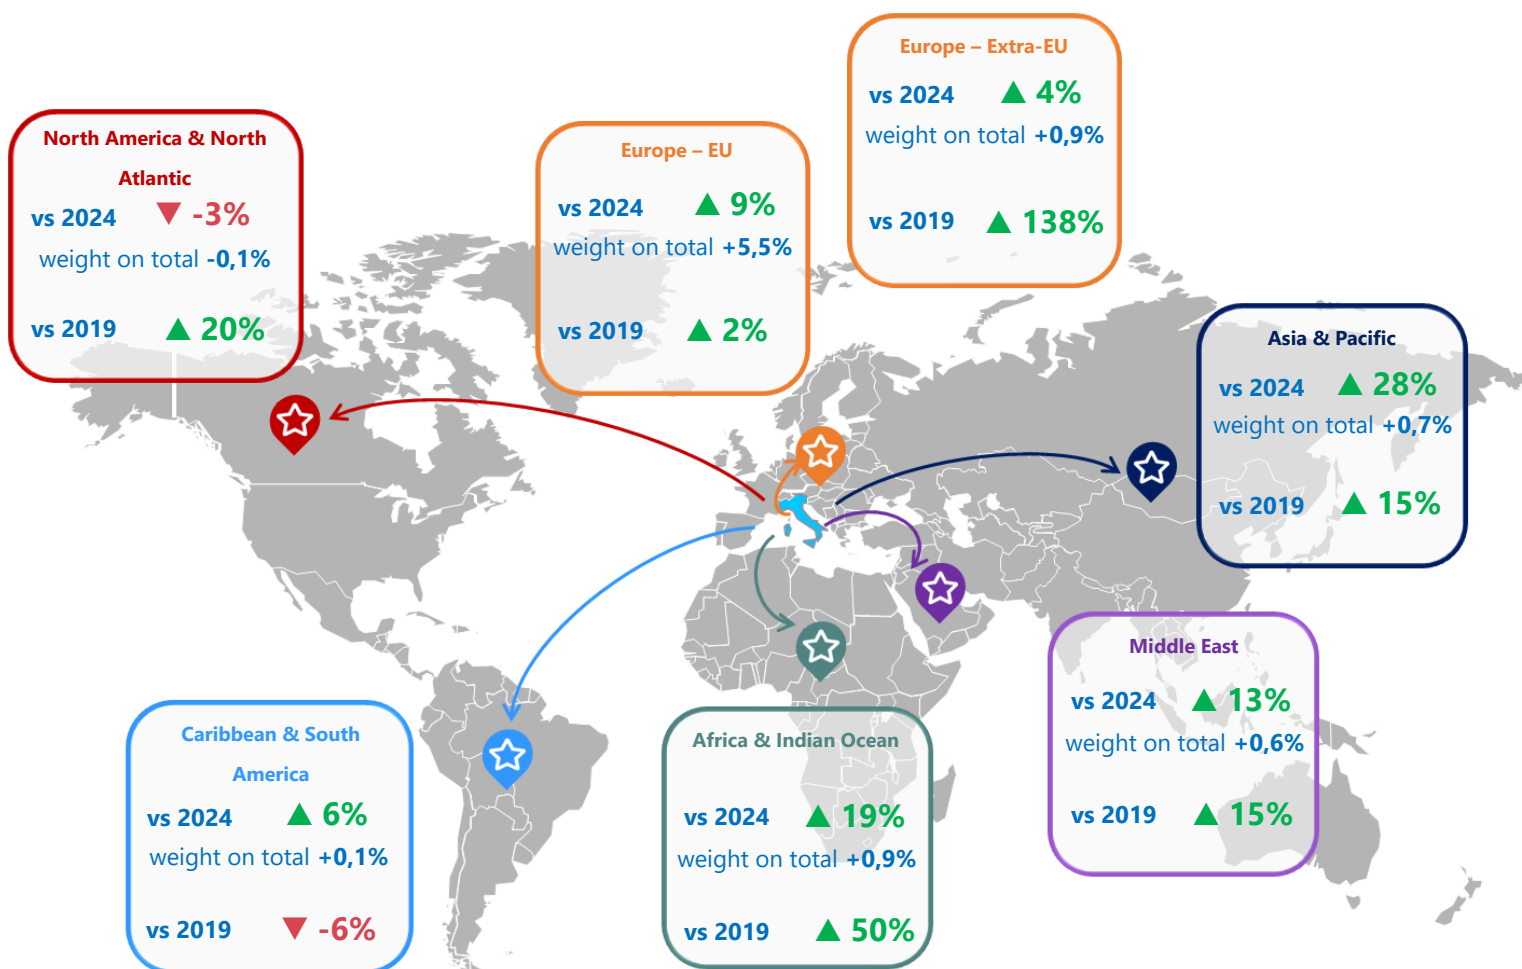 Europe – Extra-EU
vs 2024 ▲ 4%
weight on total +0,9%
vs 2019 ▲ 138%
North America & North
Atlantic
vs 2024 ▼ -3%
weight on total -0,1%
vs 2019 ▲ 20%
Europe – EU
vs 2024 ▲ 9%
weight on total +5,5%
vs 2019 ▲ 2%
Asia & Pacific
vs 2024 ▲ 28%
weight on total +0,7%
vs 2019 ▲ 15%
Middle East
vs 2024 ▲ 13%
weight on total +0,6%
vs 2019 ▲ 15%
Caribbean & South
America
vs 2024 ▲ 6%
weight on total +0,1%
vs 2019 ▼ -6%
Africa & Indian Ocean
vs 2024 ▲ 19%
weight on total +0,9%
vs 2019 ▲ 50%